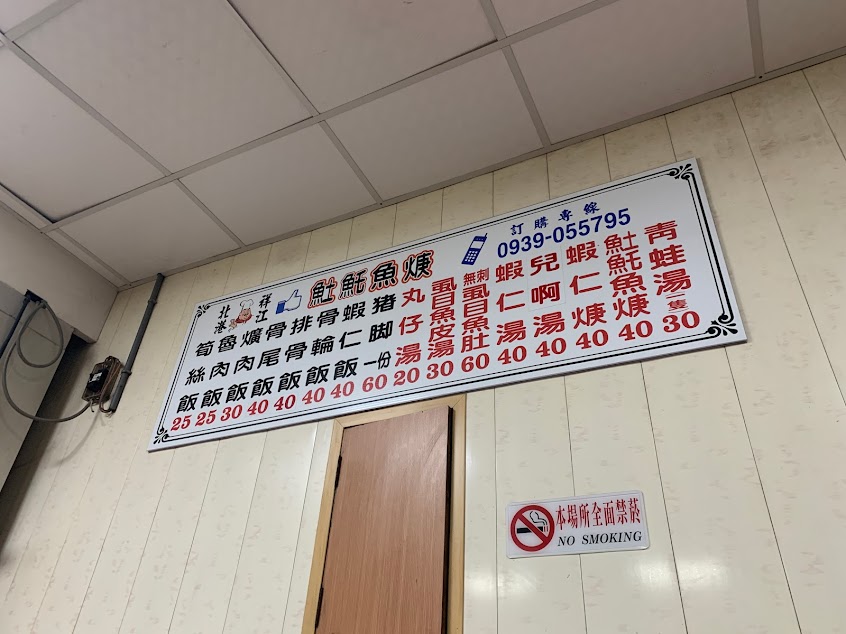 北港
祥江
𩵚魠魚焿
訂購專線
0939-055795
筍絲飯 25
魯肉飯 25
爌肉飯 30
骨尾飯 40
排骨飯 40
骨輪飯 40
蝦仁飯 40
猪脚一份 60
丸仔湯 20
虱目魚皮湯 30
無刺虱目魚肚 60
蝦仁湯 40
兒啊湯 40
蝦仁焿 40
𩵚魠魚焿 40
青蛙湯一隻 30
本場所全面禁菸
NO SMOKING